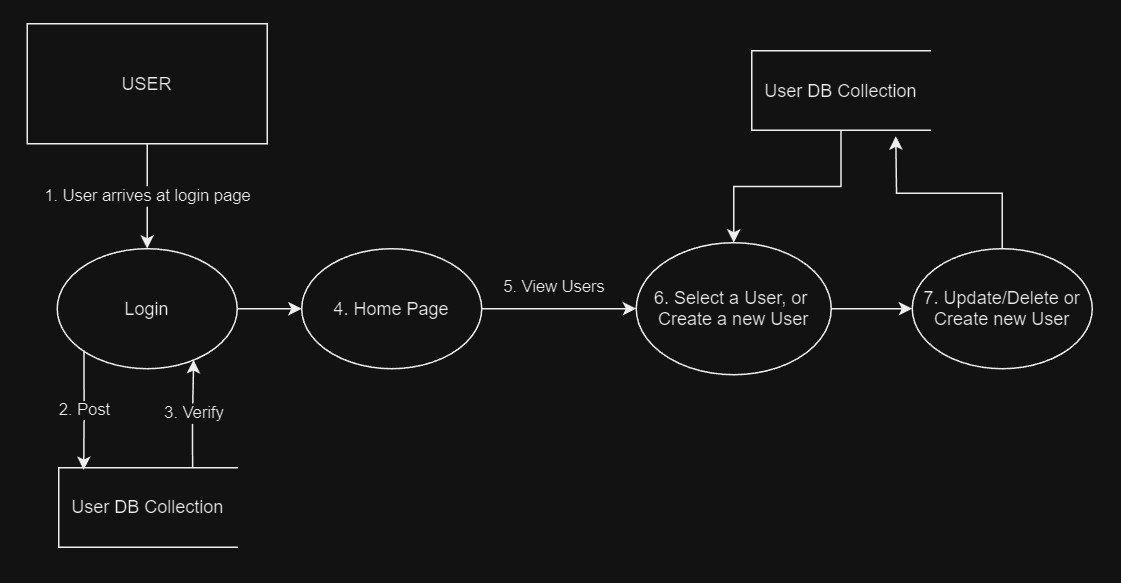 USER
User DB Collection
1. User arrives at login page
Login
4. Home Page
5. View Users
6. Select a User, or
Create a new User
7. Update/Delete or
Create new User
2. Post
3. Verify
User DB Collection